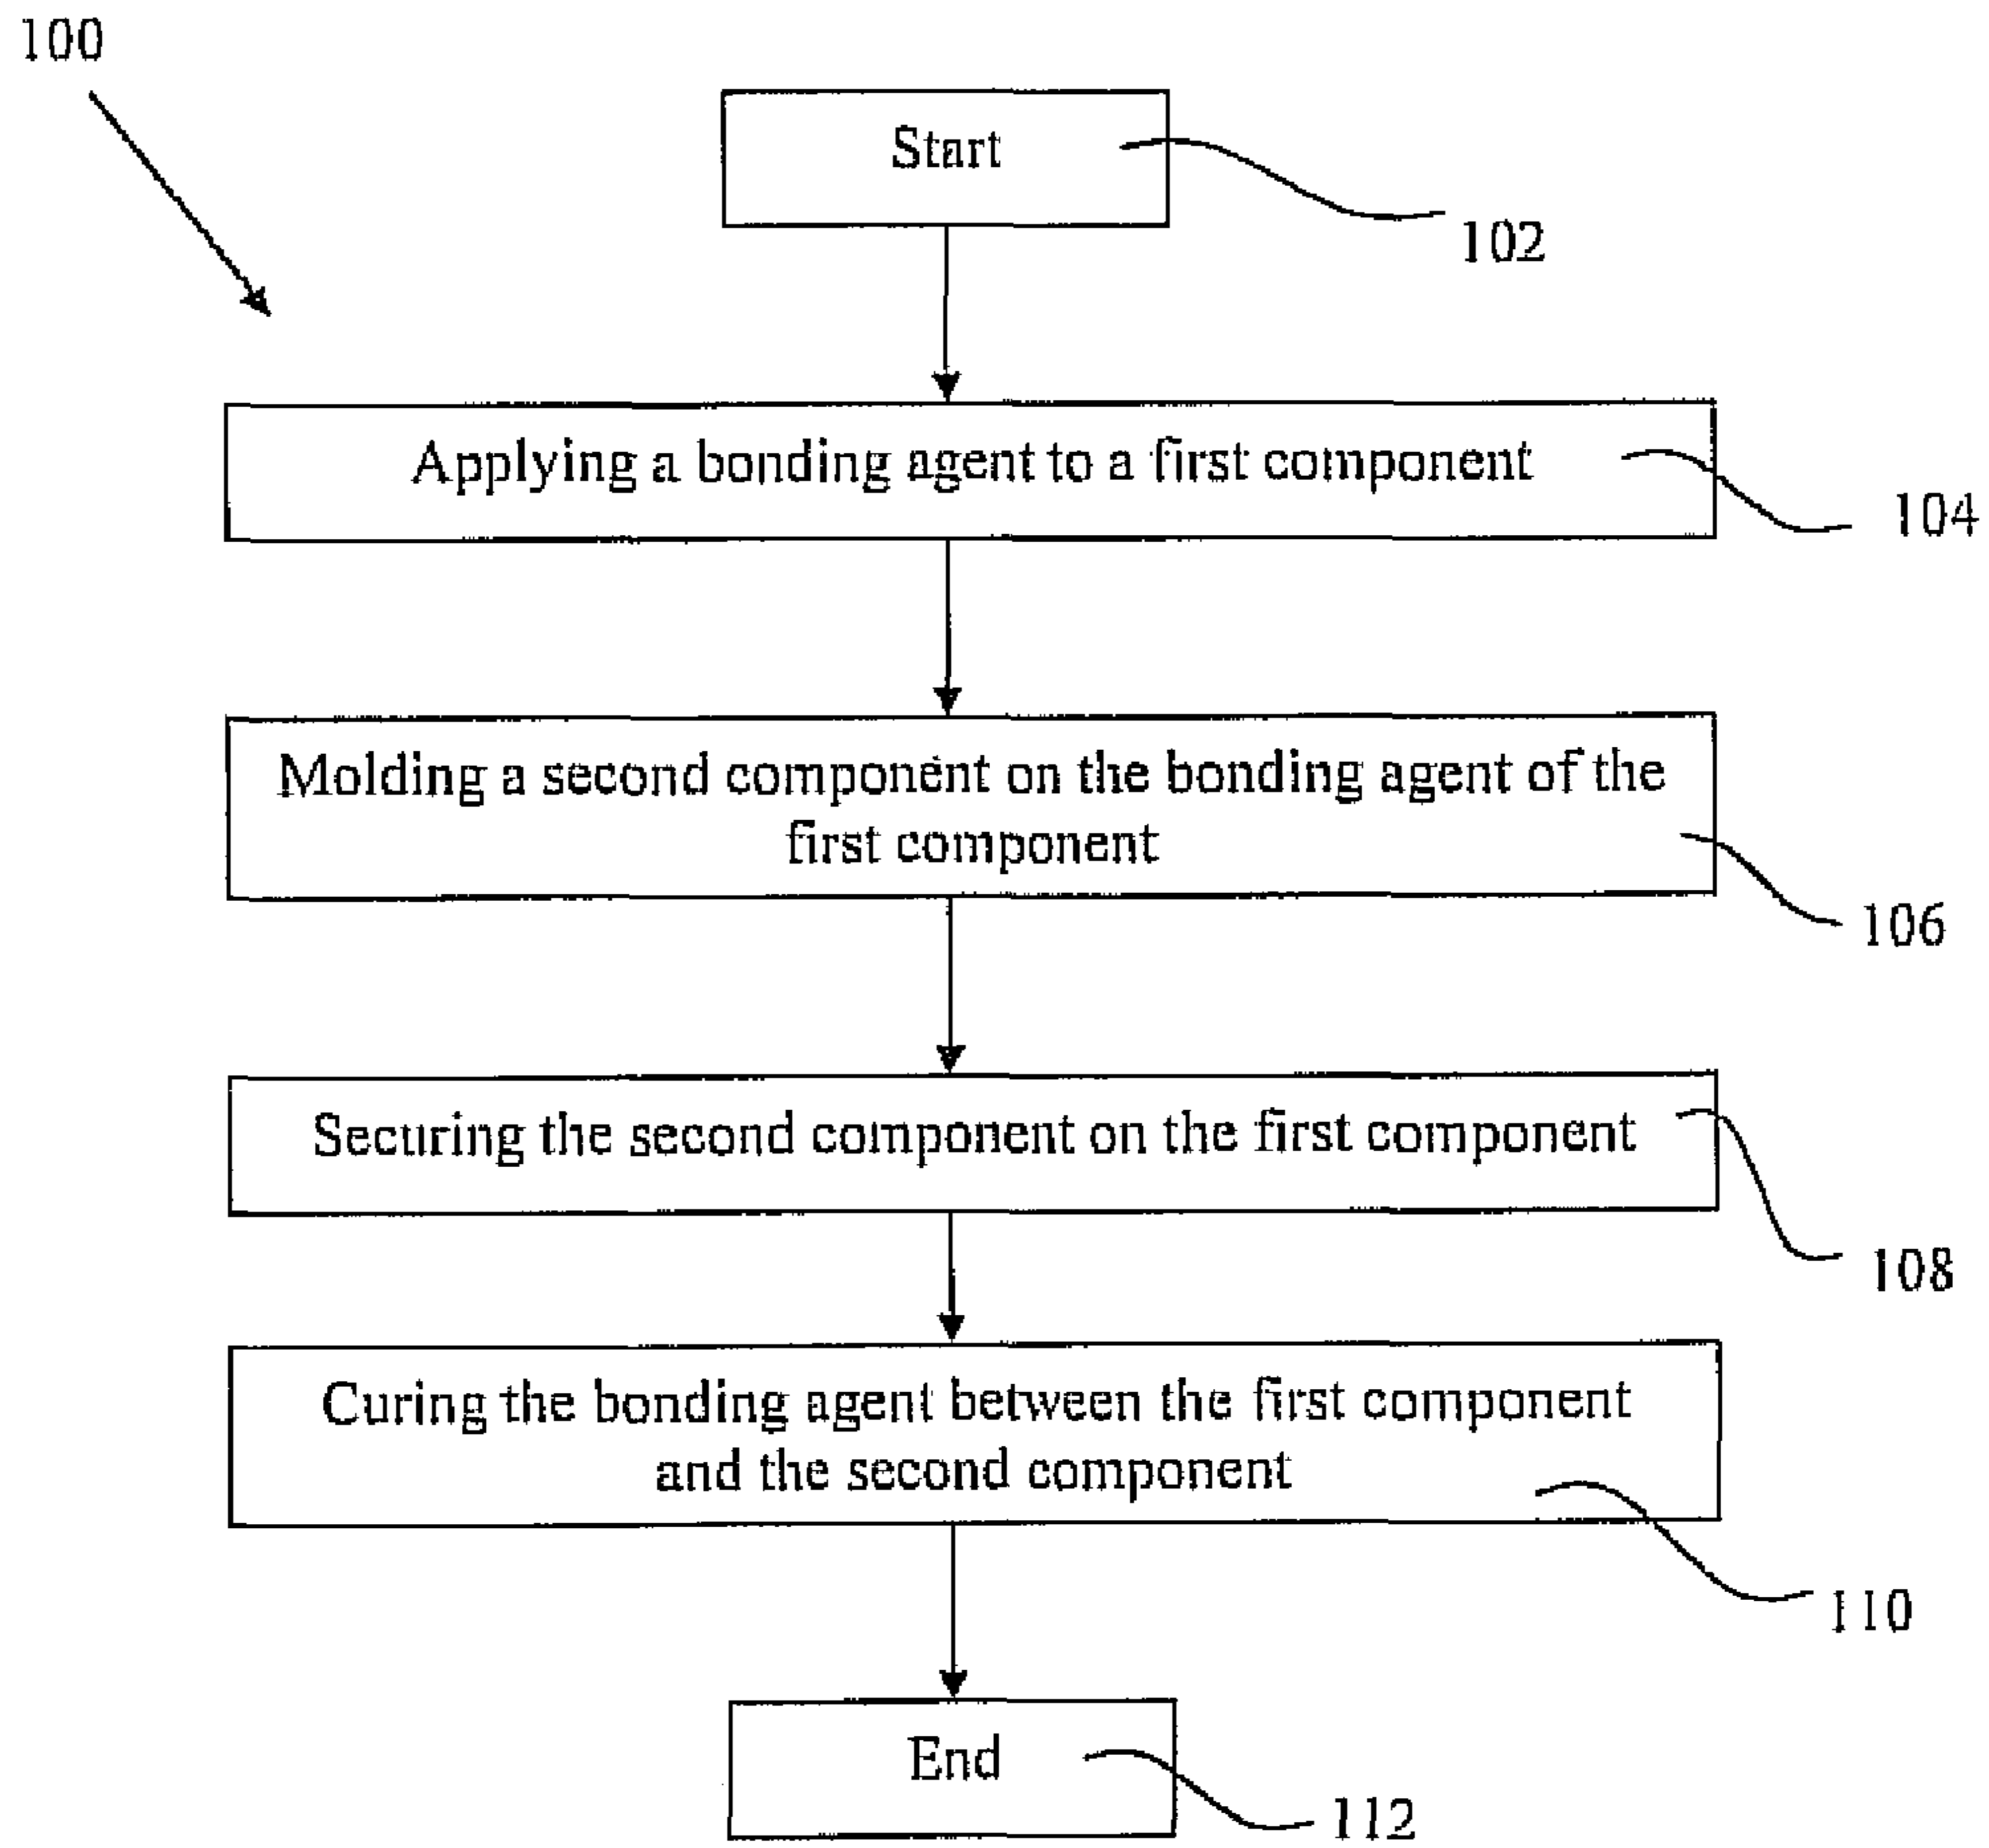 100
Start
102
Applying a bonding agent to a first component
104
Molding a second component on the bonding agent of the
first component
106
Securing the second component on the first component
108
Curing the bonding agent between the first component
and the second component
110
End
112